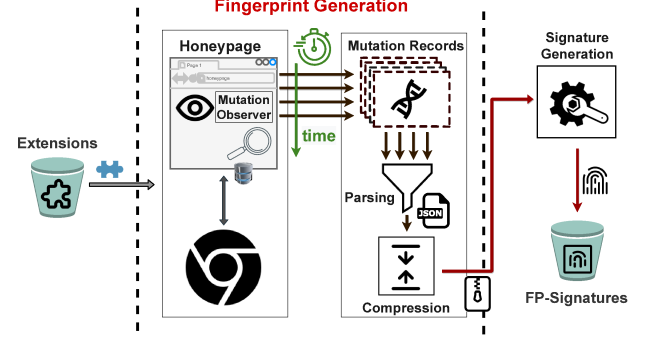 Fingerprint Generation
Honeypage
Page 1
honeypage
Mutation
Observer
time
Extensions
Mutation Records
Parsing
JSON
Compression
Signature
Generation
FP-Signatures